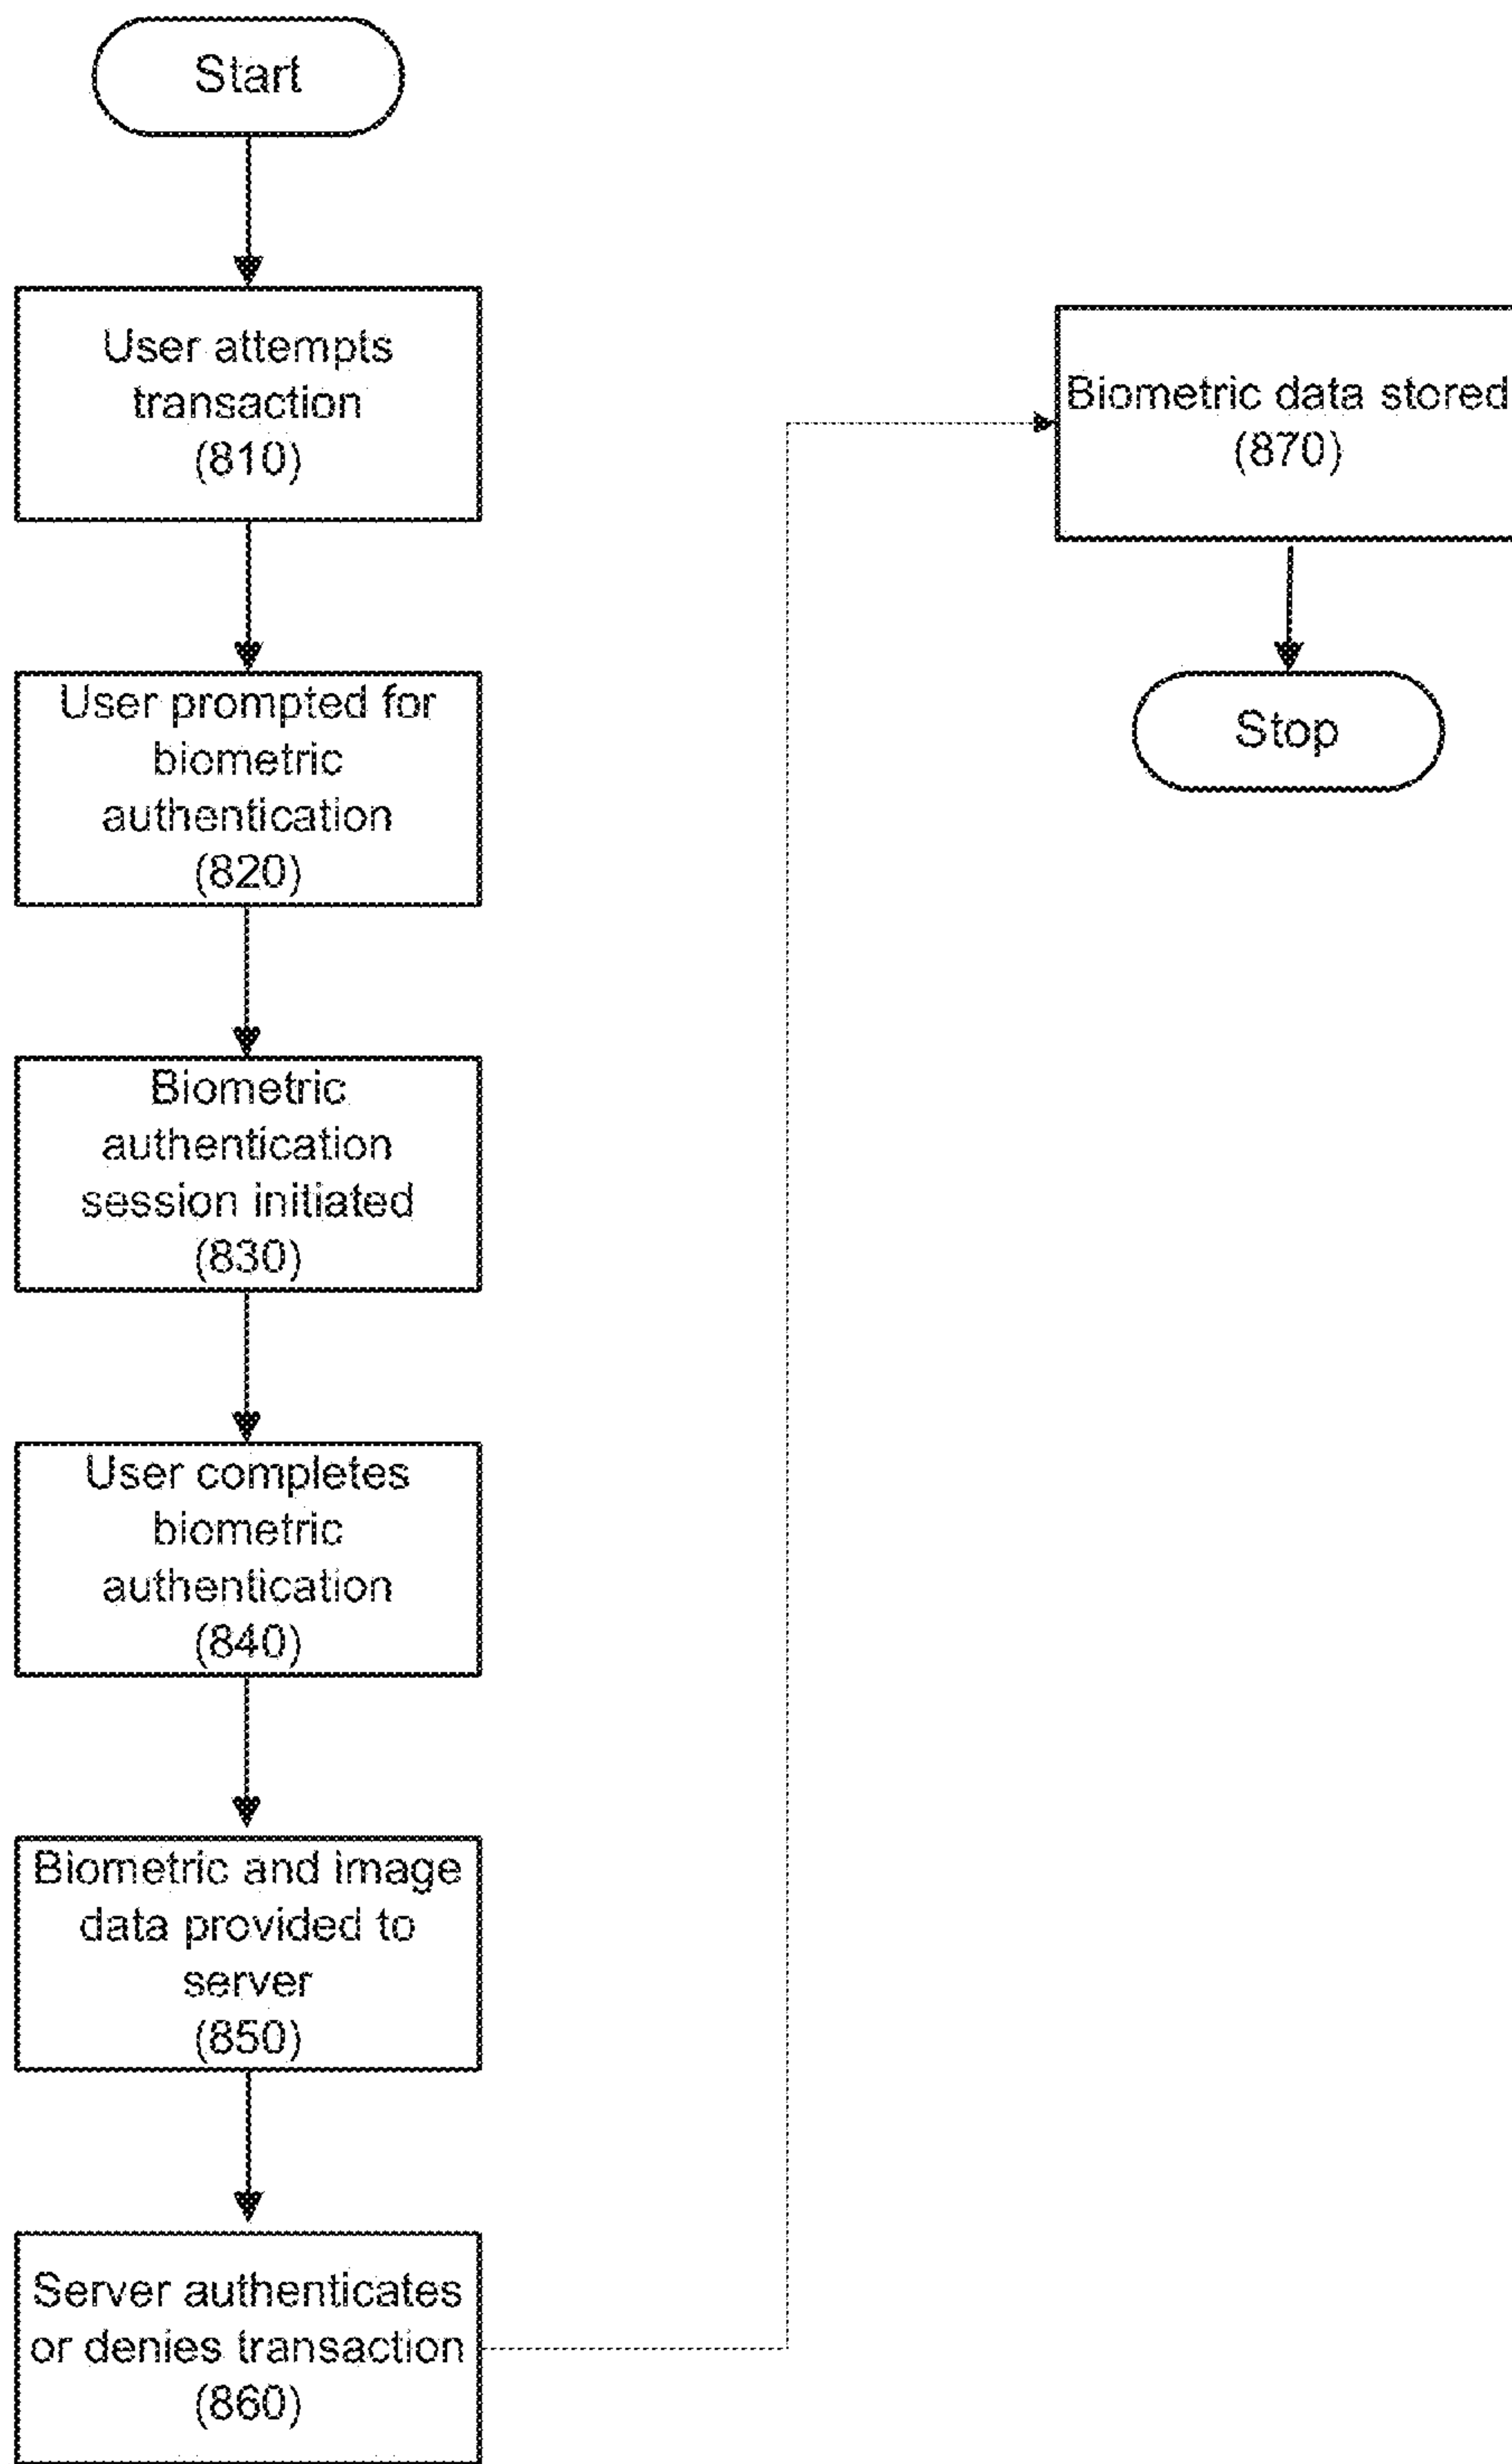 Start
User attempts
transaction
(810)
User prompted for
biometric
authentication
(820)
Biometric
authentication
session initiated
(830)
User completes
biometric
authentication
(840)
Biometric and image
data provided to
server
(850)
Server authenticates
or denies transaction
(860)
Biometric data stored
(870)
Stop